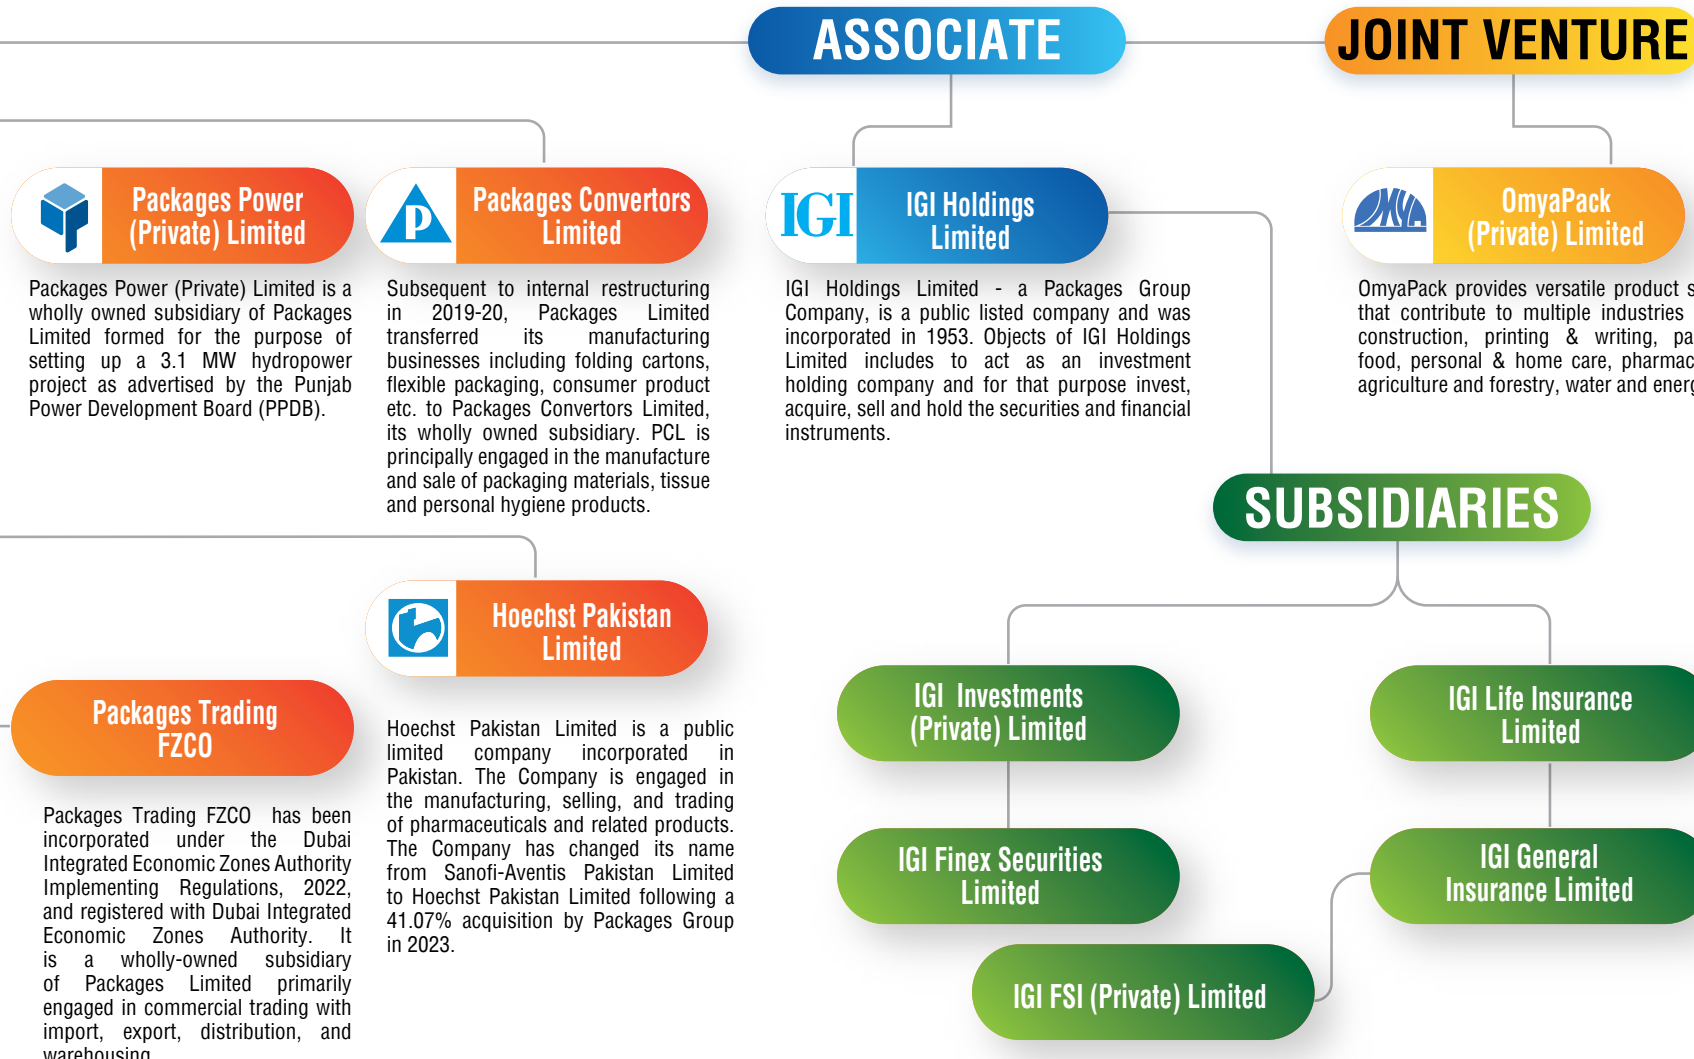 ASSOCIATE
JOINT VENTURE
Packages Power
(Private) Limited
Packages Power (Private) Limited is a
wholly owned subsidiary of Packages
Limited formed for the purpose of
setting up a 3.1 MW hydropower
project as advertised by the Punjab
Power Development Board (PPDB).
P
Packages Convertors
Limited
Subsequent to internal restructuring
in 2019-20, Packages Limited
transferred its manufacturing
businesses including folding cartons,
flexible packaging, consumer product
etc. to Packages Convertors Limited,
its wholly owned subsidiary. PCL is
principally engaged in the manufacture
and sale of packaging materials, tissue
and personal hygiene products.
IGI
IGI Holdings
Limited
IGI Holdings Limited - a Packages Group
Company, is a public listed company and was
incorporated in 1953. Objects of IGI Holdings
Limited includes to act as an investment
holding company and for that purpose invest,
acquire, sell and hold the securities and financial
instruments.
OMYA
OmyaPack
(Private) Limited
OmyaPack provides versatile product
that contribute to multiple industries
construction, printing & writing,
food, personal & home care,
agriculture and forestry, water and
SUBSIDIARIES
Packages Trading
FZCO
Packages Trading FZCO has been
incorporated under the Dubai
Integrated Economic Zones Authority
Implementing Regulations, 2022,
and registered with Dubai Integrated
Economic Zones Authority. It
is a wholly-owned subsidiary
of Packages Limited primarily
engaged in commercial trading with
import, export, distribution, and
warehousing
Hoechst Pakistan
Limited
Hoechst Pakistan Limited is a public
limited company incorporated in
Pakistan. The Company is engaged in
the manufacturing, selling, and trading
of pharmaceuticals and related products.
The Company has changed its name
from Sanofi-Aventis Pakistan Limited
to Hoechst Pakistan Limited following a
41.07% acquisition by Packages Group
in 2023.
IGI Investments
(Private) Limited
IGI Life Insurance
Limited
IGI Finex Securities
Limited
IGI General
Insurance Limited
IGI FSI (Private) Limited